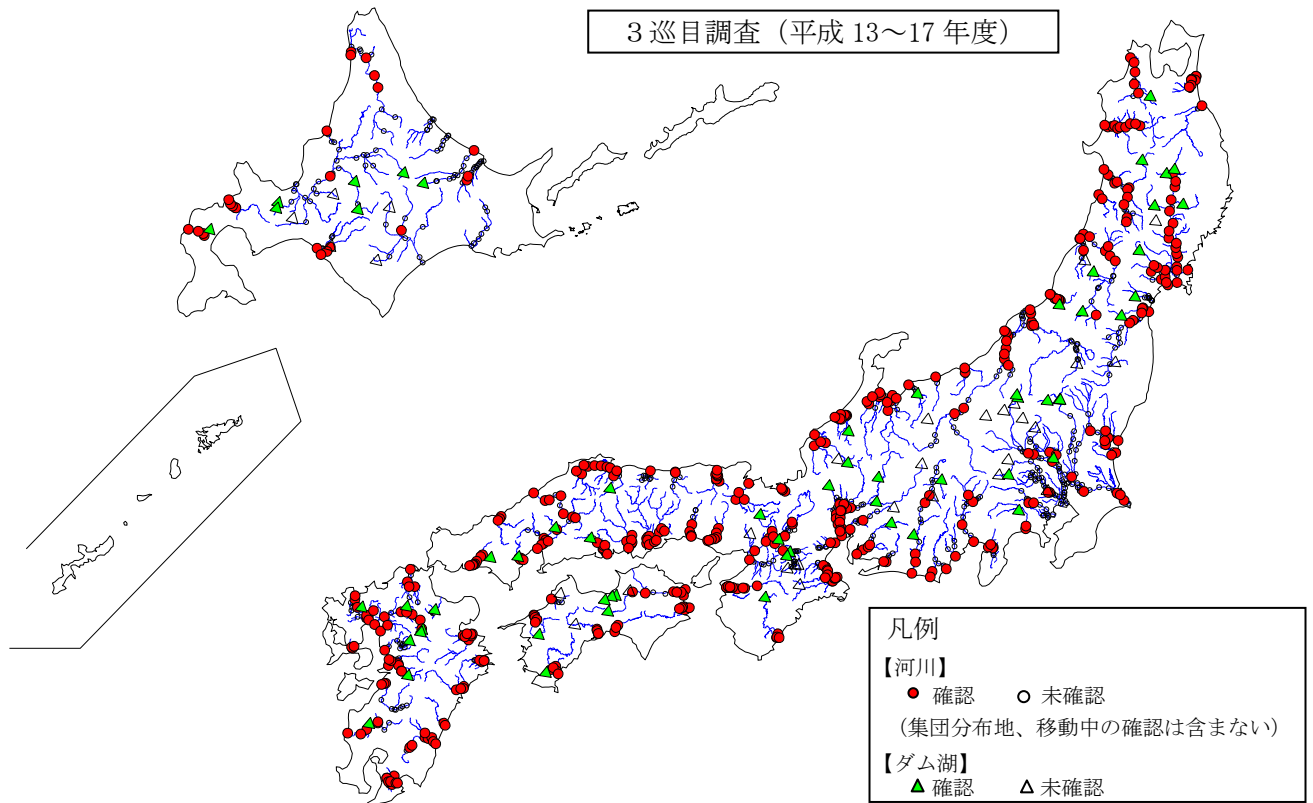 3巡目調査（平成 13～17 年度）
凡例
【河川】
確認 未確認
（集団分布地、移動中の確認は含まない）
【ダム湖】
確認 未確認